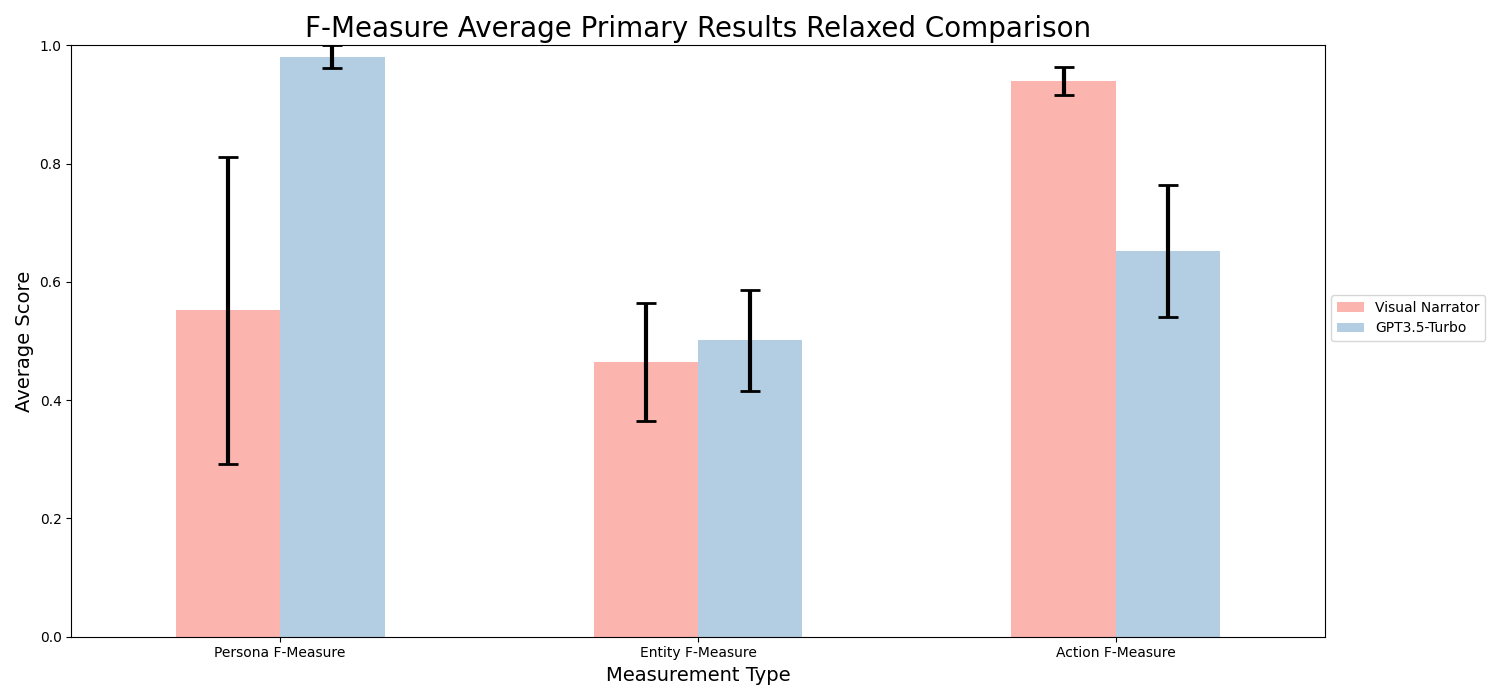 F-Measure Average Primary Results Relaxed Comparison
Average Score
1.0
0.8
0.6
0.4
0.2
0.0
Persona F-Measure
Entity F-Measure
Action F-Measure
Measurement Type
Visual Narrator
GPT3.5-Turbo